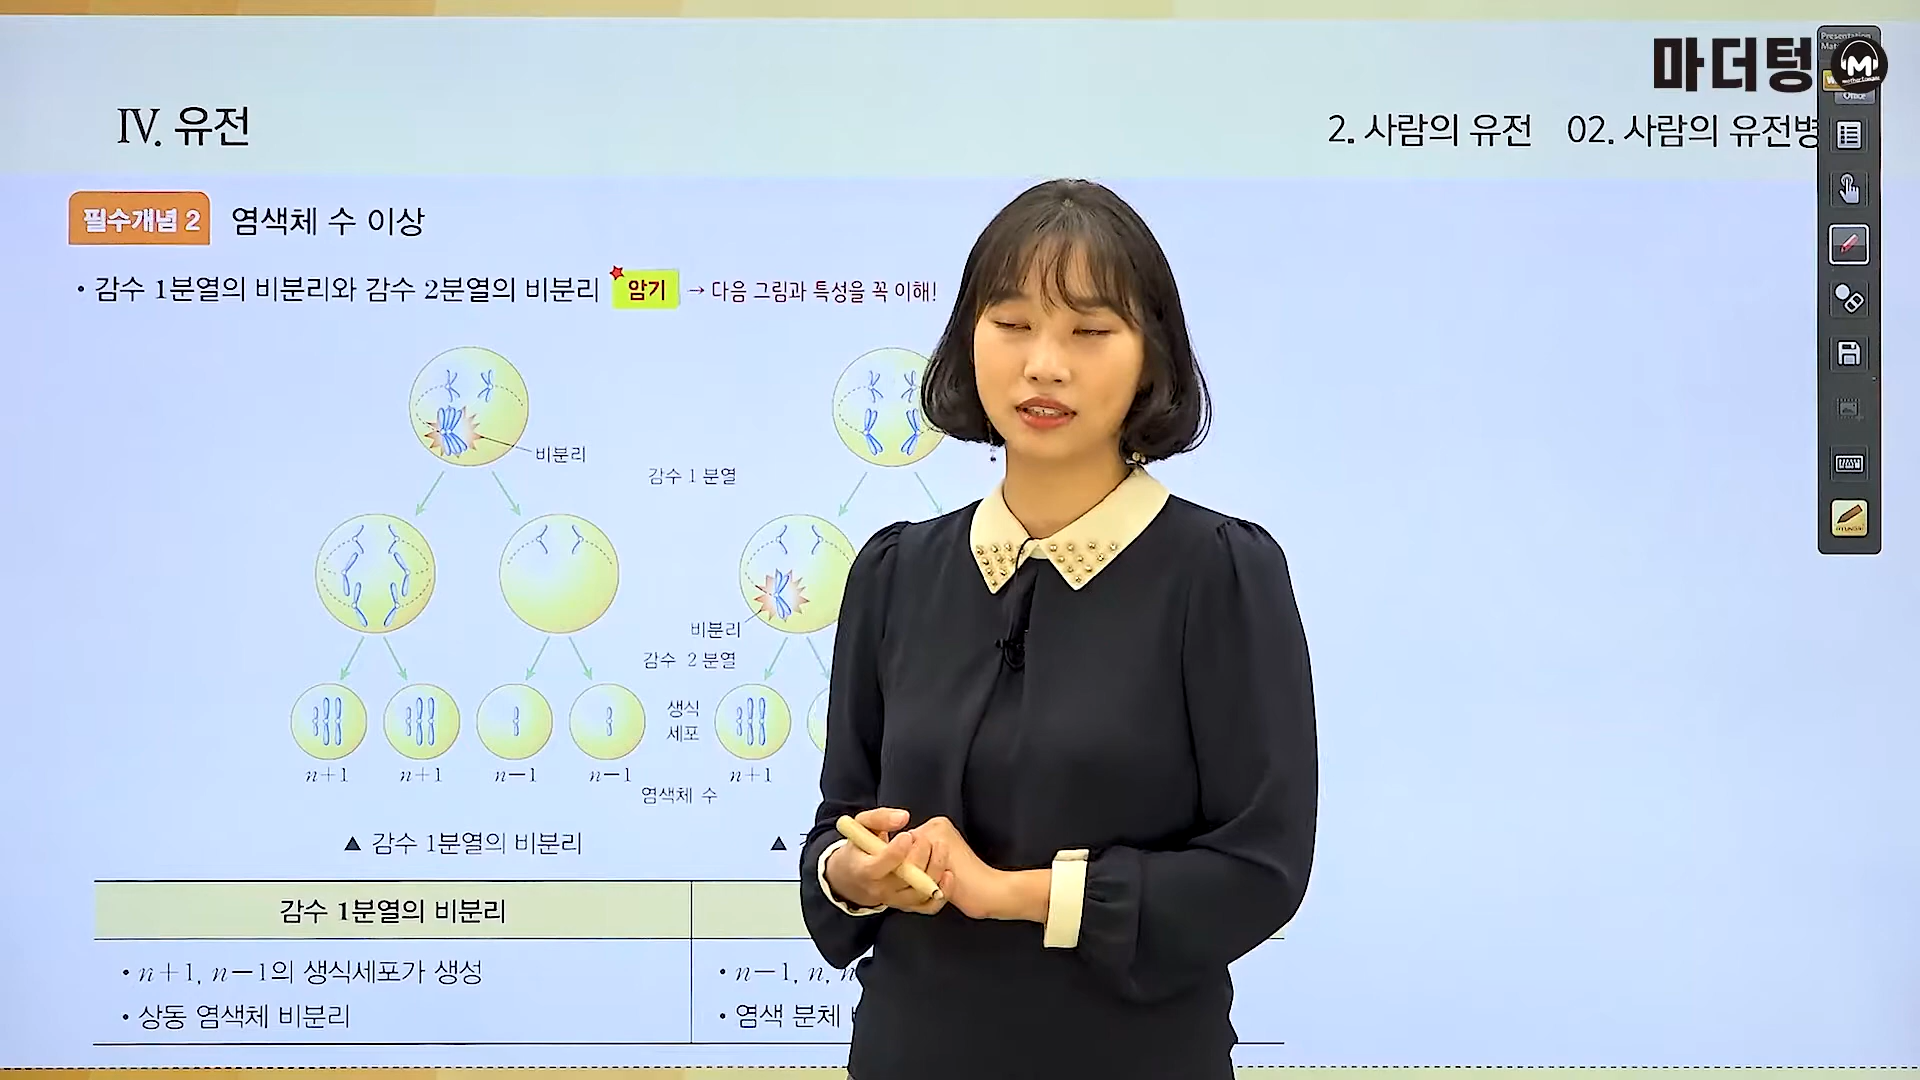 마더텅
Presentation
Office
IV. 유전
2. 사람의 유전 02. 사람의 유전병
필수개념 2 염색체 수 이상
• 감수 1분열의 비분리와 감수 2분열의 비분리 암기 → 다음 그림과 특성을 꼭 이해!
비분리
감수 1분열
비분리
감수 2분열
생식
세포
n+1 n+1 n−1 n−1 n+1
염색체 수
▲ 감수 1분열의 비분리 ▲
감수 1분열의 비분리
• n+1, n−1의 생식세포가 생성
• 상동 염색체 비분리
• n−1, n, n
• 염색 분체